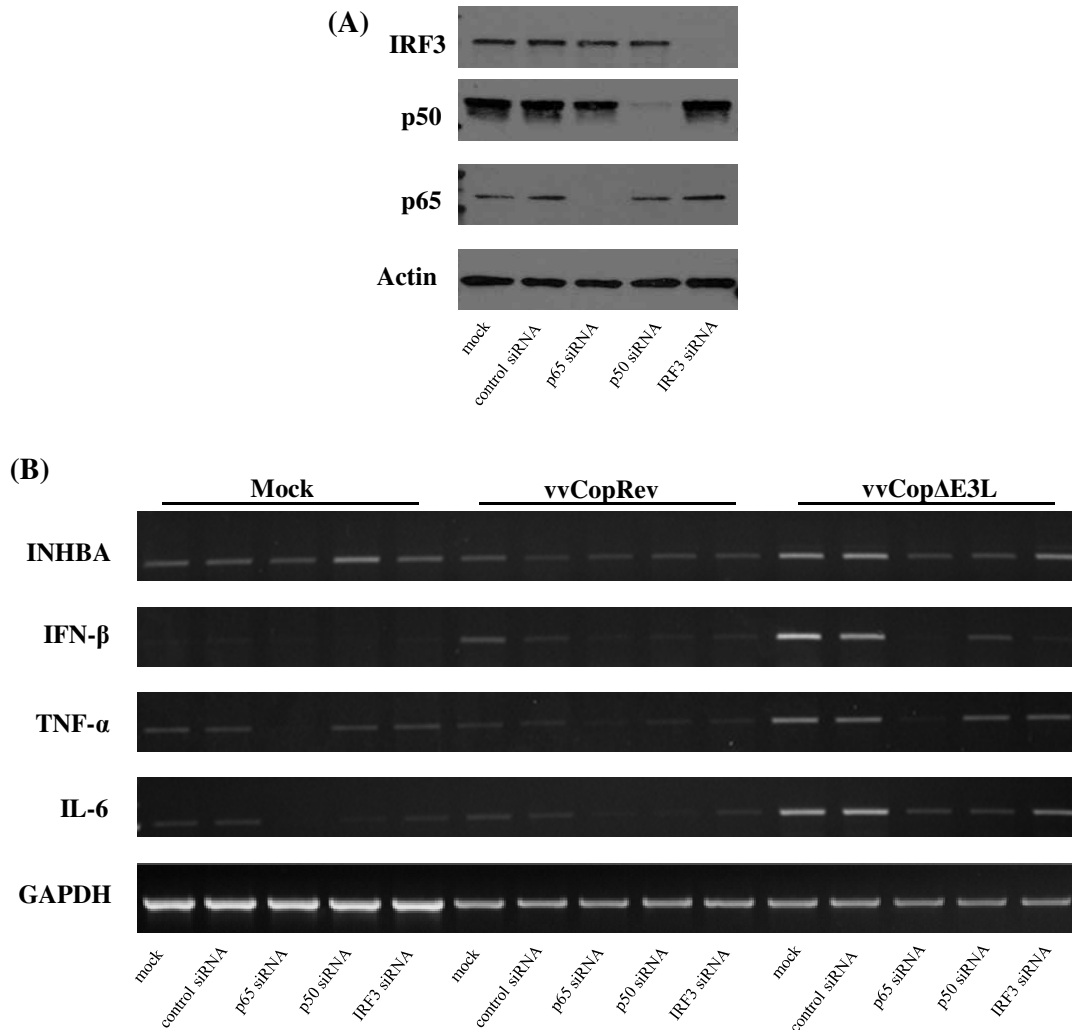 (A)
IRF3
p50
p65
Actin
mock
control siRNA
p65 siRNA
p50 siRNA
IRF3 siRNA
(B)
Mock
vvCopRev
vvCopΔE3L
INHBA
IFN-β
TNF-α
IL-6
GAPDH
mock
control siRNA
p65 siRNA
p50 siRNA
IRF3 siRNA
mock
control siRNA
p65 siRNA
p50 siRNA
IRF3 siRNA
mock
control siRNA
p65 siRNA
p50 siRNA
IRF3 siRNA